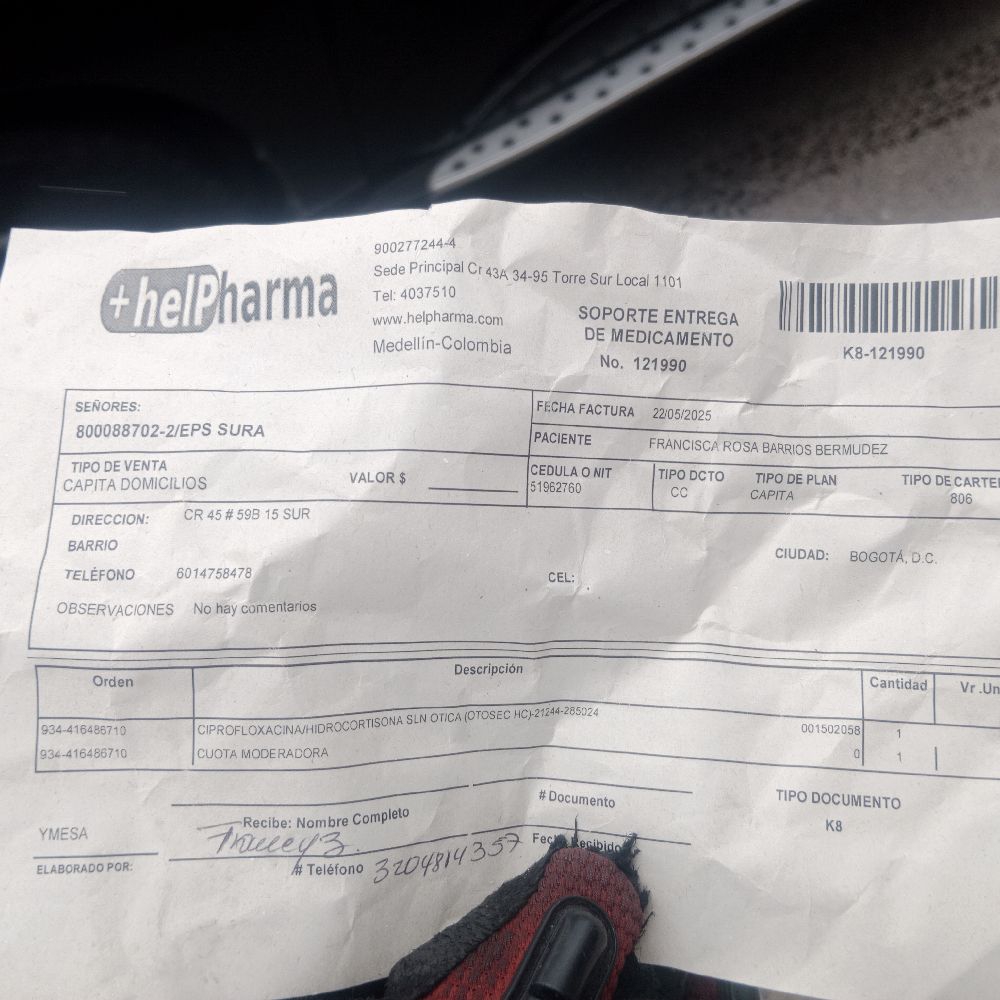 +helPharma
900277244-4
Sede Principal Cr 43A 34-95 Torre Sur Local 1101
Tel: 4037510
www.helpharma.com
Medellín-Colombia
SOPORTE ENTREGA
DE MEDICAMENTO
No. 121990
K8-121990
SEÑORES:
800088702-2/EPS SURA
FECHA FACTURA 22/05/2025
PACIENTE FRANCISCA ROSA BARRIOS BERMUDEZ
TIPO DE VENTA
CAPITA DOMICILIOS
VALOR $
CEDULA O NIT
51962760
TIPO DCTO
CC
TIPO DE PLAN
CAPITA
TIPO DE CARTE
806
DIRECCION: CR 45 # 59B 15 SUR
BARRIO
CIUDAD: BOGOTÁ, D.C.
TELÉFONO 6014758478
CEL:
OBSERVACIONES No hay comentarios
Orden Descripción Cantidad Vr .Un
934-416486710 CIPROFLOXACINA/HIDROCORTISONA SLN OTICA (OTOSEC HC)-21244-285024 001502058 1
934-416486710 CUOTA MODERADORA 0 1
# Documento
TIPO DOCUMENTO
K8
Recibe: Nombre Completo
YMESA
ELABORADO POR:
Fecha Recibido
# Teléfono 3204814357